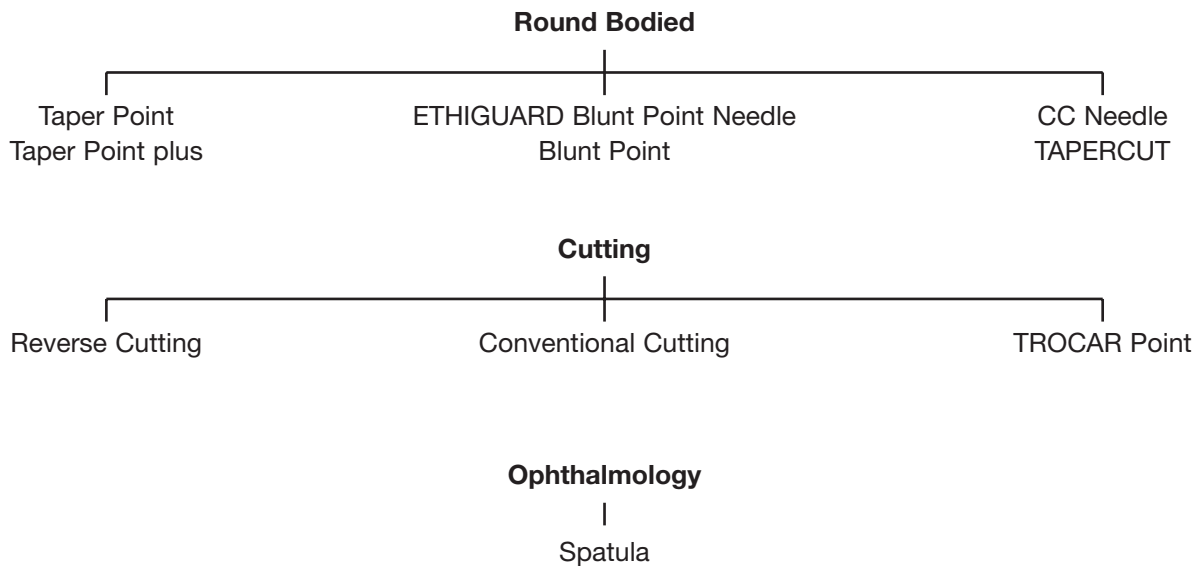 Round Bodied
Taper Point
Taper Point plus
ETHIGUARD Blunt Point Needle
Blunt Point
CC Needle
TAPERCUT
Cutting
Reverse Cutting
Conventional Cutting
TROCAR Point
Ophthalmology
Spatula